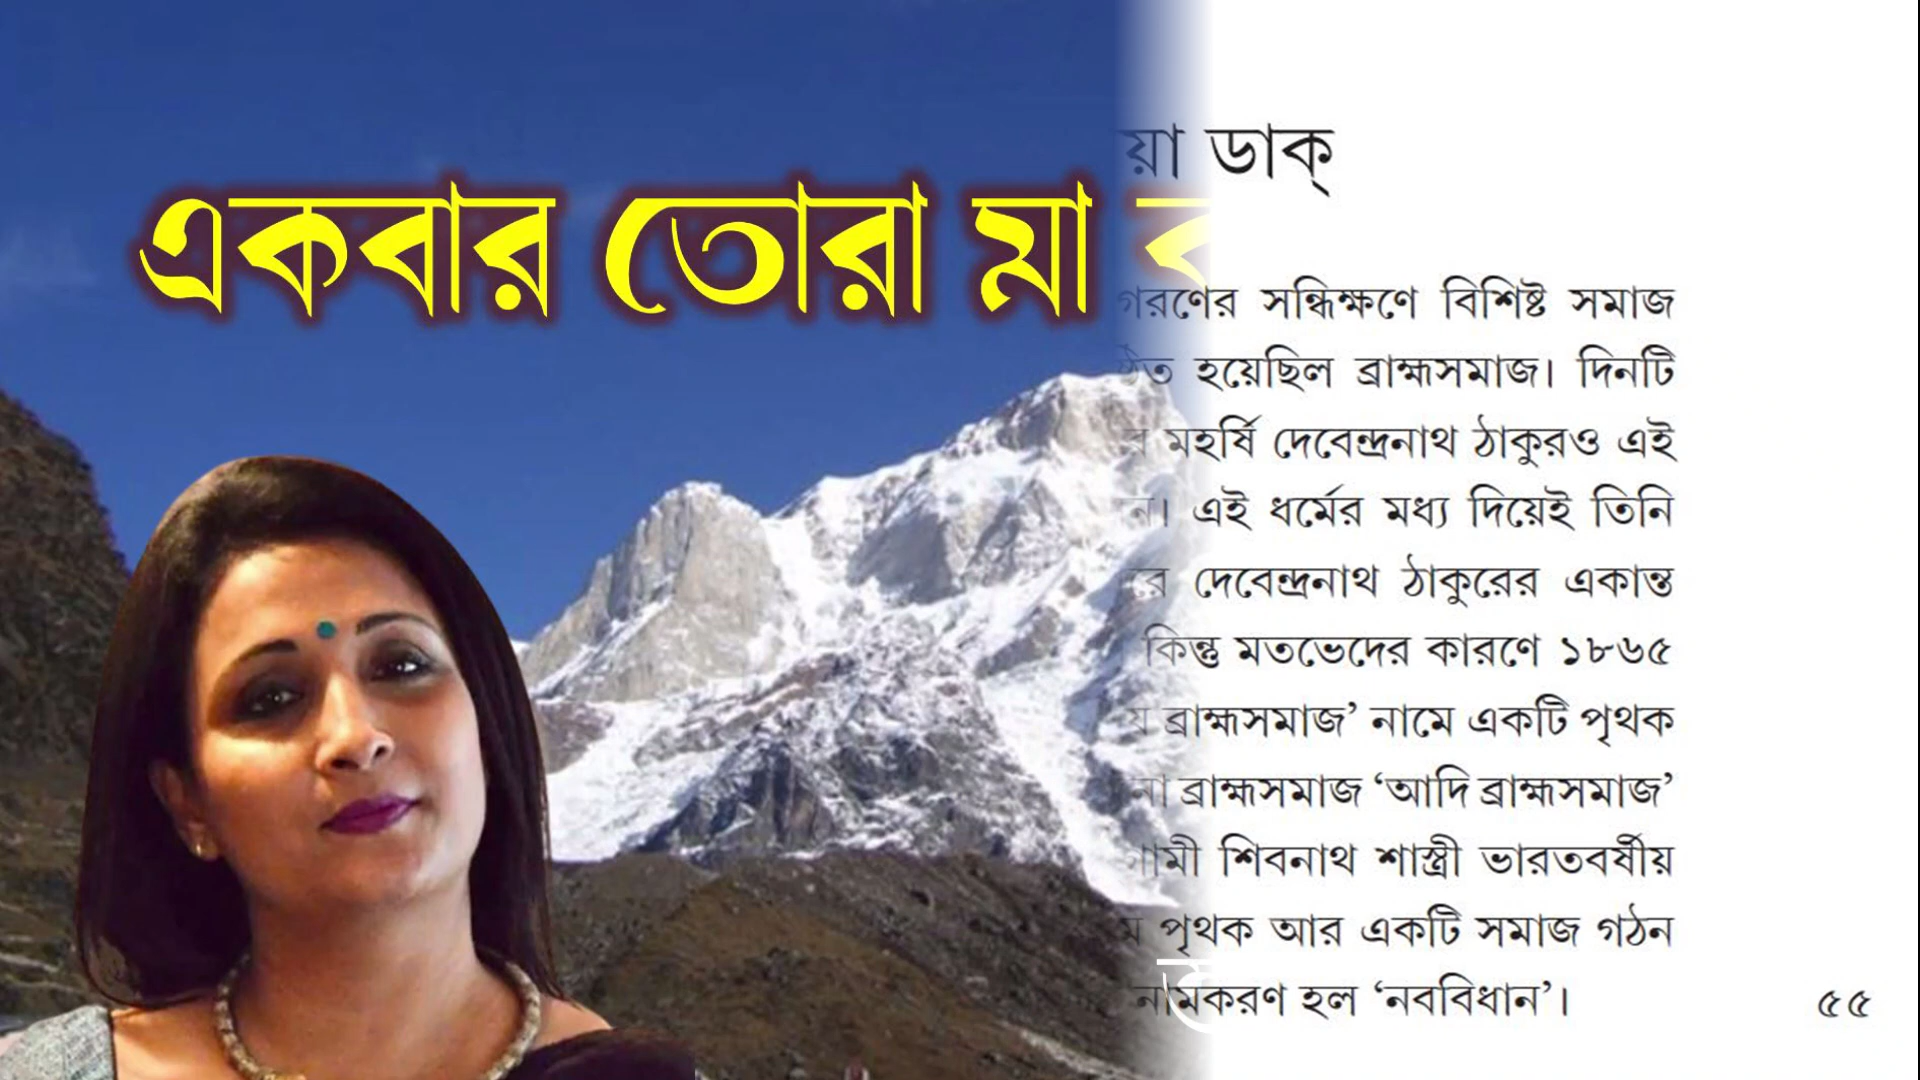 য়া ডাক্
একবার তোরা মা
সন্ধিক্ষণে বিশিষ্ট সমাজ
হয়েছিল ব্রাহ্মসমাজ। দিনটি
মহর্ষি দেবেন্দ্রনাথ ঠাকুরও এই
এই ধর্মের মধ্য দিয়েই তিনি
দেবেন্দ্রনাথ ঠাকুরের একান্ত
কিন্তু মতভেদের কারণে ১৮৬৫
ব্রাহ্মসমাজ’ নামে একটি পৃথক
ব্রাহ্মসমাজ ‘আদি ব্রাহ্মসমাজ’
শিবনাথ শাস্ত্রী ভারতবর্ষীয়
পৃথক আর একটি সমাজ গঠন
নামকরণ হল ‘নববিধান’।
৫৫